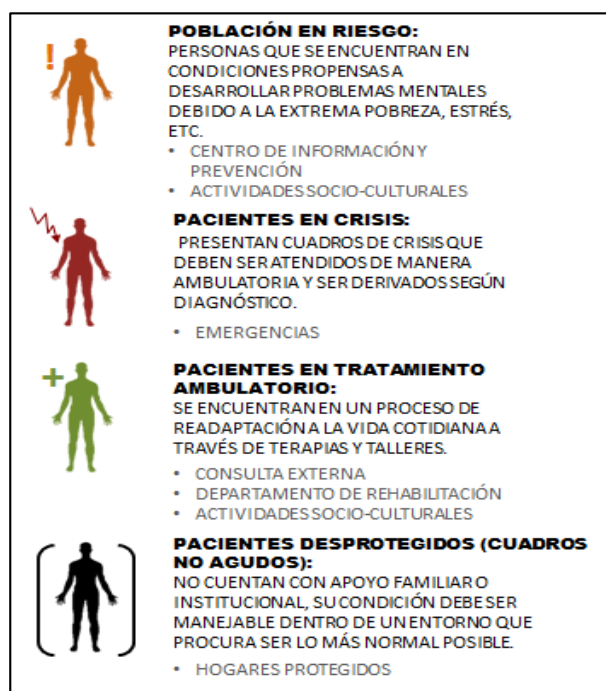 !
POBLACIÓN EN RIESGO:
PERSONAS QUE SE ENCUENTRAN EN
CONDICIONES PROPENSAS A
DESARROLLAR PROBLEMAS MENTALES
DEBIDO A LA EXTREMA POBREZA, ESTRÉS,
ETC.
• CENTRO DE INFORMACIÓN Y
PREVENCIÓN
• ACTIVIDADES SOCIO-CULTURALES
PACIENTES EN CRISIS:
PRESENTAN CUADROS DE CRISIS QUE
DEBEN SER ATENDIDOS DE MANERA
AMBULATORIA Y SER DERIVADOS SEGÚN
DIAGNÓSTICO.
• EMERGENCIAS
+
PACIENTES EN TRATAMIENTO
AMBULATORIO:
SE ENCUENTRAN EN UN PROCESO DE
READAPTACIÓN A LA VIDA COTIDIANA A
TRAVÉS DE TERAPIAS Y TALLERES.
• CONSULTA EXTERNA
• DEPARTAMENTO DE REHABILITACIÓN
• ACTIVIDADES SOCIO-CULTURALES
PACIENTES DESPROTEGIDOS (CUADROS
NO AGUDOS):
NO CUENTAN CON APOYO FAMILIAR O
INSTITUCIONAL, SU CONDICIÓN DEBE SER
MANEJABLE DENTRO DE UN ENTORNO QUE
PROCURA SER LO MÁS NORMAL POSIBLE.
• HOGARES PROTEGIDOS